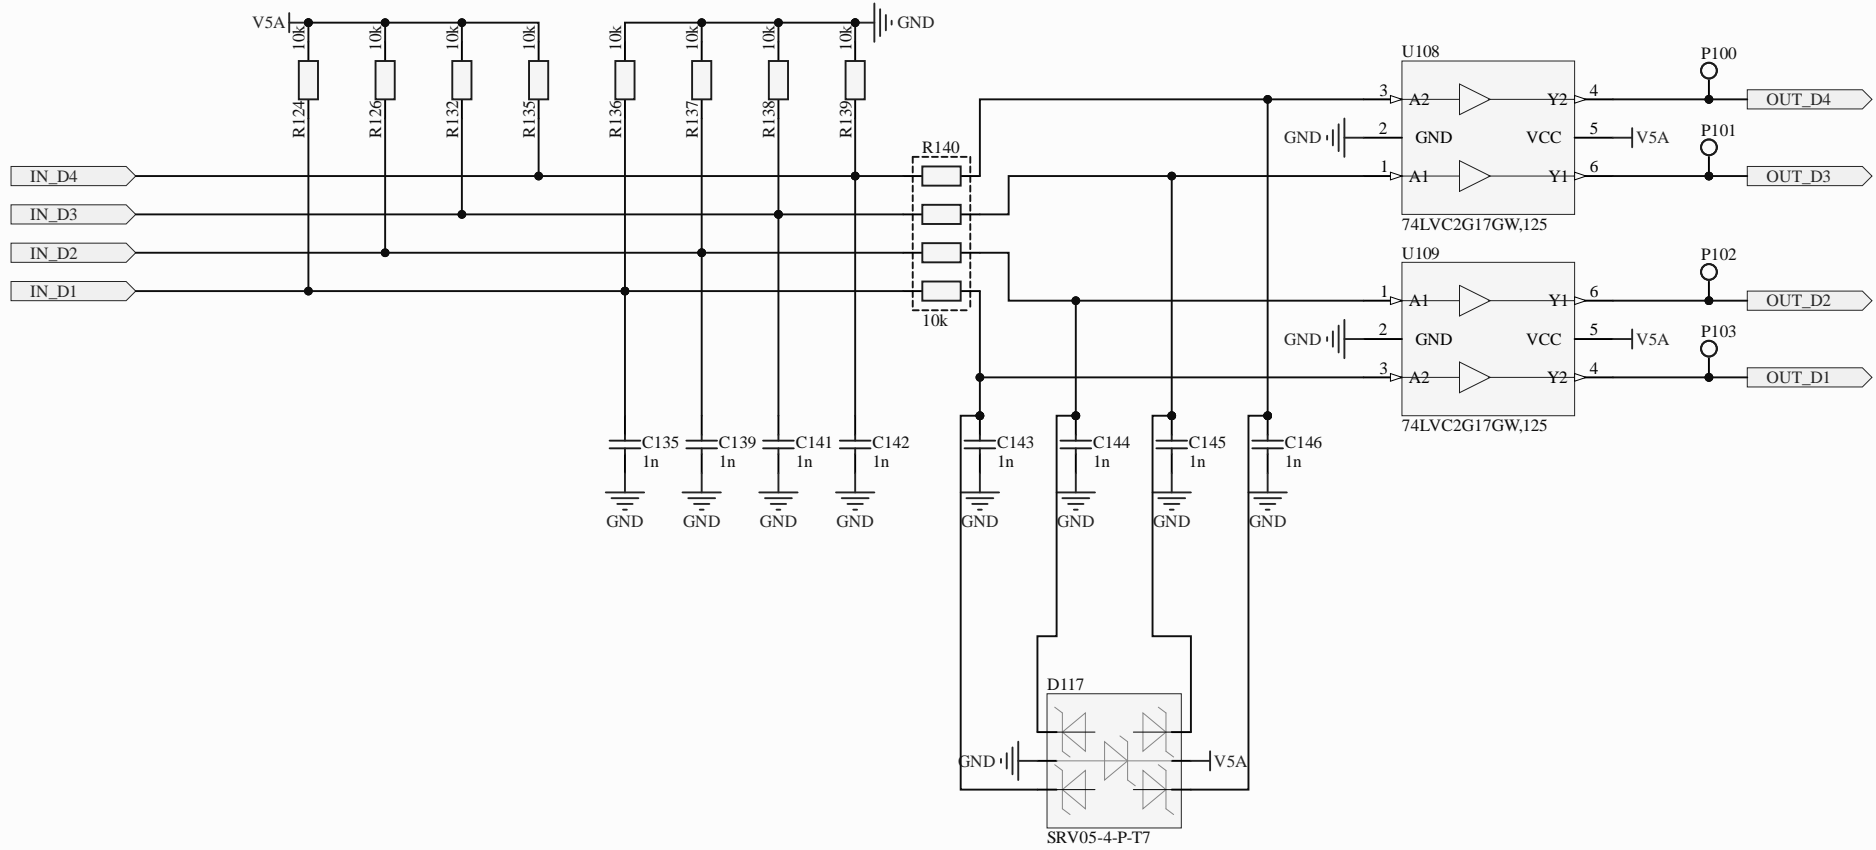 V5A
10k
R124
10k
R126
10k
R132
10k
R135
10k
R136
10k
R137
10k
R138
10k
R139
GND
IN_D4
IN_D3
IN_D2
IN_D1
R140
10k
U108
3 A2 Y2 4
GND 2 GND VCC 5 V5A
1 A1 Y1 6
74LVC2G17GW,125
P100
OUT_D4
P101
OUT_D3
U109
1 A1 Y1 6
GND 2 GND VCC 5 V5A
3 A2 Y2 4
74LVC2G17GW,125
P102
OUT_D2
P103
OUT_D1
C135
1n
GND
C139
1n
GND
C141
1n
GND
C142
1n
GND
C143
1n
GND
C144
1n
GND
C145
1n
GND
C146
1n
GND
D117
GND
V5A
SRV05-4-P-T7